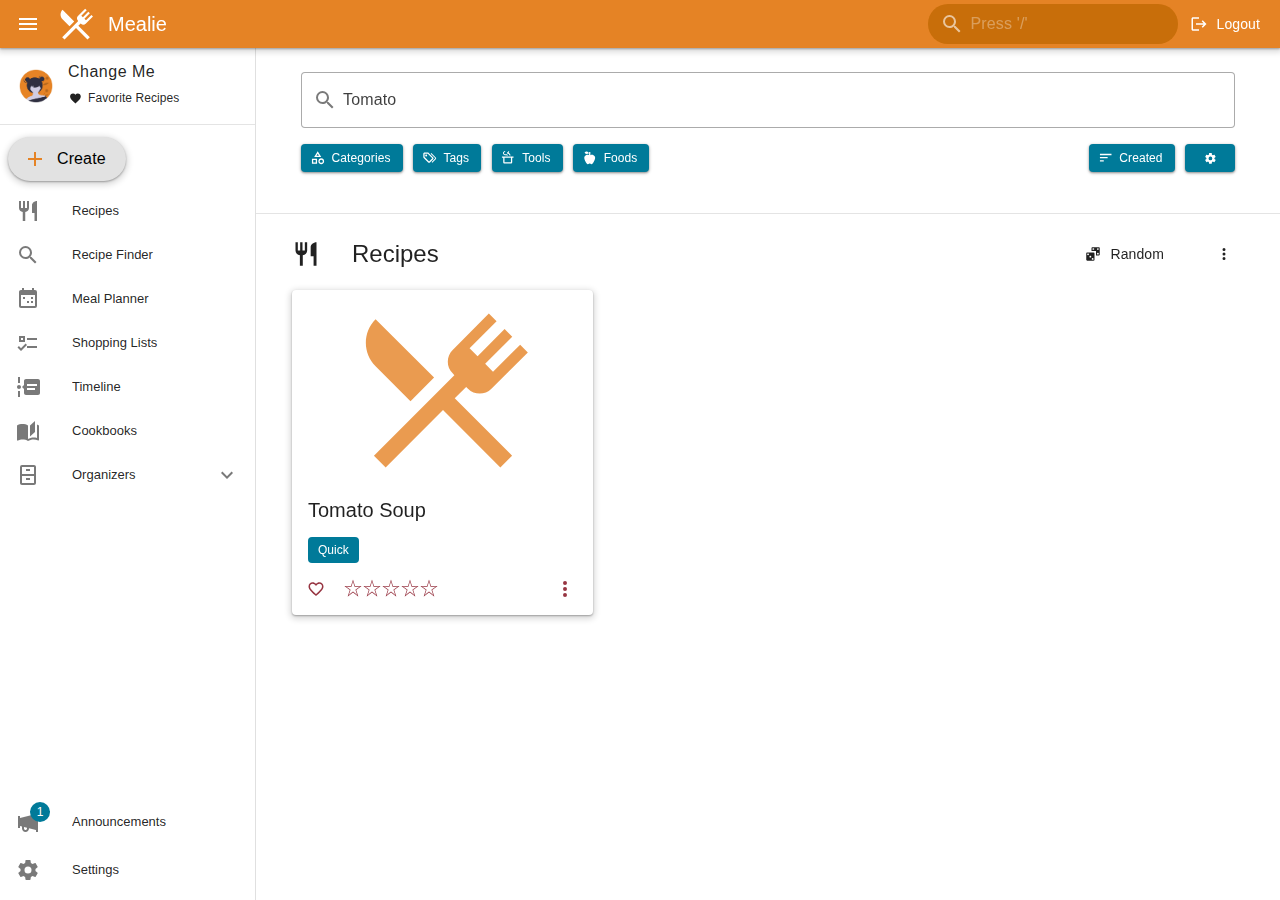 Mealie
Press '/'
Logout
Change Me
Favorite Recipes
Create
Recipes
Recipe Finder
Meal Planner
Shopping Lists
Timeline
Cookbooks
Organizers
1
Announcements
Settings
Tomato
Categories
Tags
Tools
Foods
Created
Recipes
Random
Tomato Soup
Quick